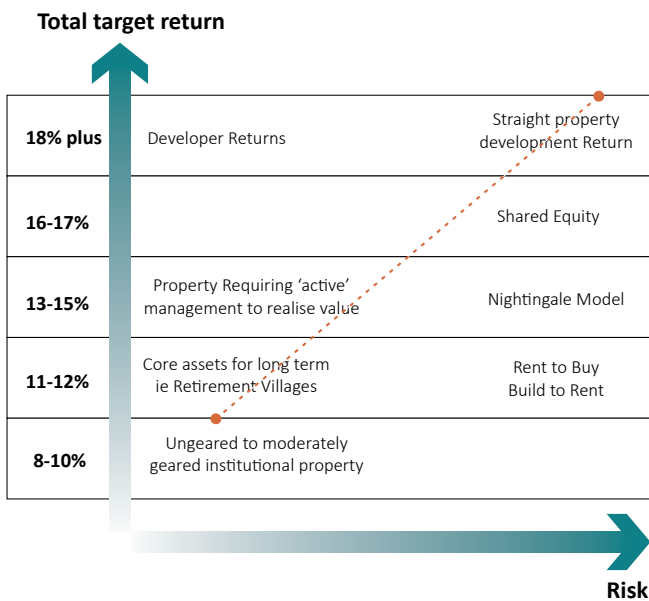 Total target return
18% plus
Developer Returns
Straight property
development Return
16-17%
Shared Equity
13-15%
Property Requiring ‘active’
management to realise value
Nightingale Model
11-12%
Core assets for long term
ie Retirement Villages
Rent to Buy
Build to Rent
8-10%
Ungeared to moderately
geared institutional property
Risk